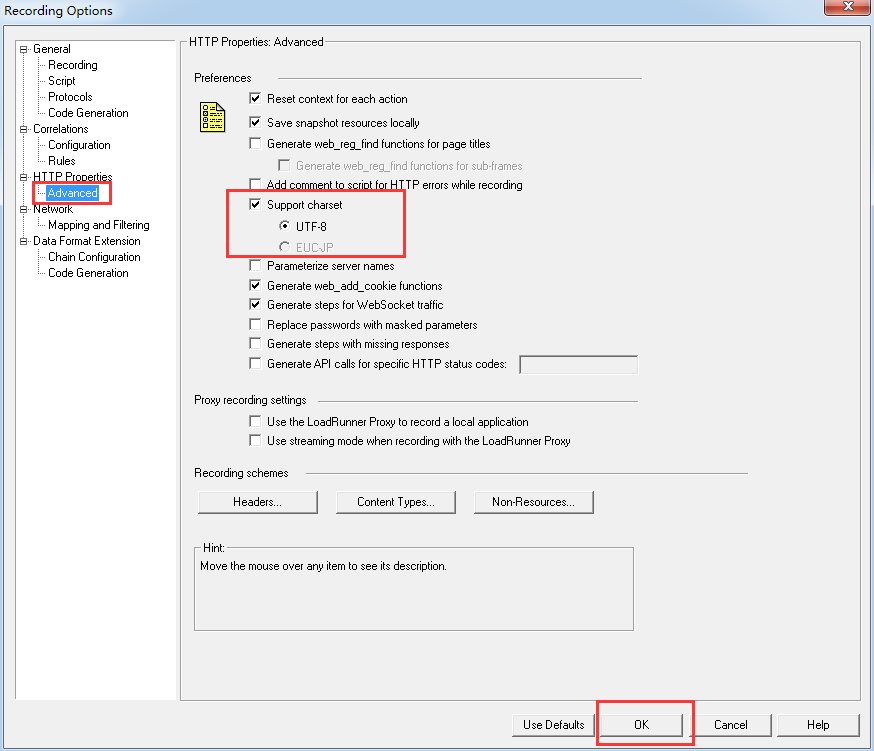 Recording Options
General
Recording
Script
Protocols
Code Generation
Correlations
Configuration
Rules
HTTP Properties
Advanced
Network
Mapping and Filtering
Data Format Extension
Chain Configuration
Code Generation
HTTP Properties: Advanced
Preferences
Reset context for each action
Save snapshot resources locally
Generate web_reg_find functions for page titles
Generate web_reg_find functions for sub-frames
Add comment to script for HTTP errors while recording
Support charset
UTF-8
EUC-JP
Parameterize server names
Generate web_add_cookie functions
Generate steps for WebSocket traffic
Replace passwords with masked parameters
Generate steps with missing responses
Generate API calls for specific HTTP status codes:
Proxy recording settings
Use the LoadRunner Proxy to record a local application
Use streaming mode when recording with the LoadRunner Proxy
Recording schemes
Headers... Content Types... Non-Resources...
Hint:
Move the mouse over any item to see its description.
Use Defaults OK Cancel Help